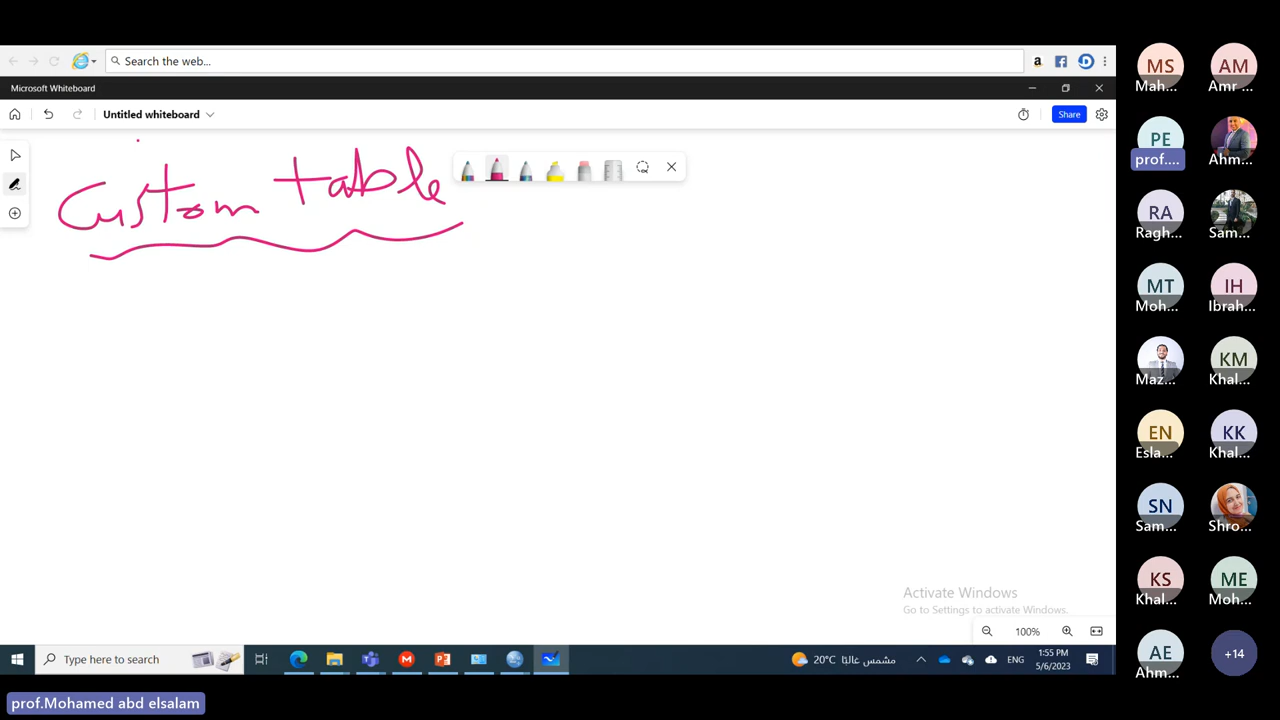 Search the web...
a
Microsoft Whiteboard
Untitled whiteboard
Share
Custom table
MS
Mah...
AM
Amr ...
PE
prof....
Ahm...
RA
Ragh...
Sam...
MT
Moh...
IH
Ibrah...
Maz...
KM
Khal...
EN
Esla...
KK
Khal...
SN
Sam...
Shro...
KS
Khal...
ME
Moh...
AE
Ahm...
+14
Activate Windows
Go to Settings to activate Windows.
100%
Type here to search
20°C مشمس غالبًا
ENG
1:55 PM
5/6/2023
prof.Mohamed abd elsalam